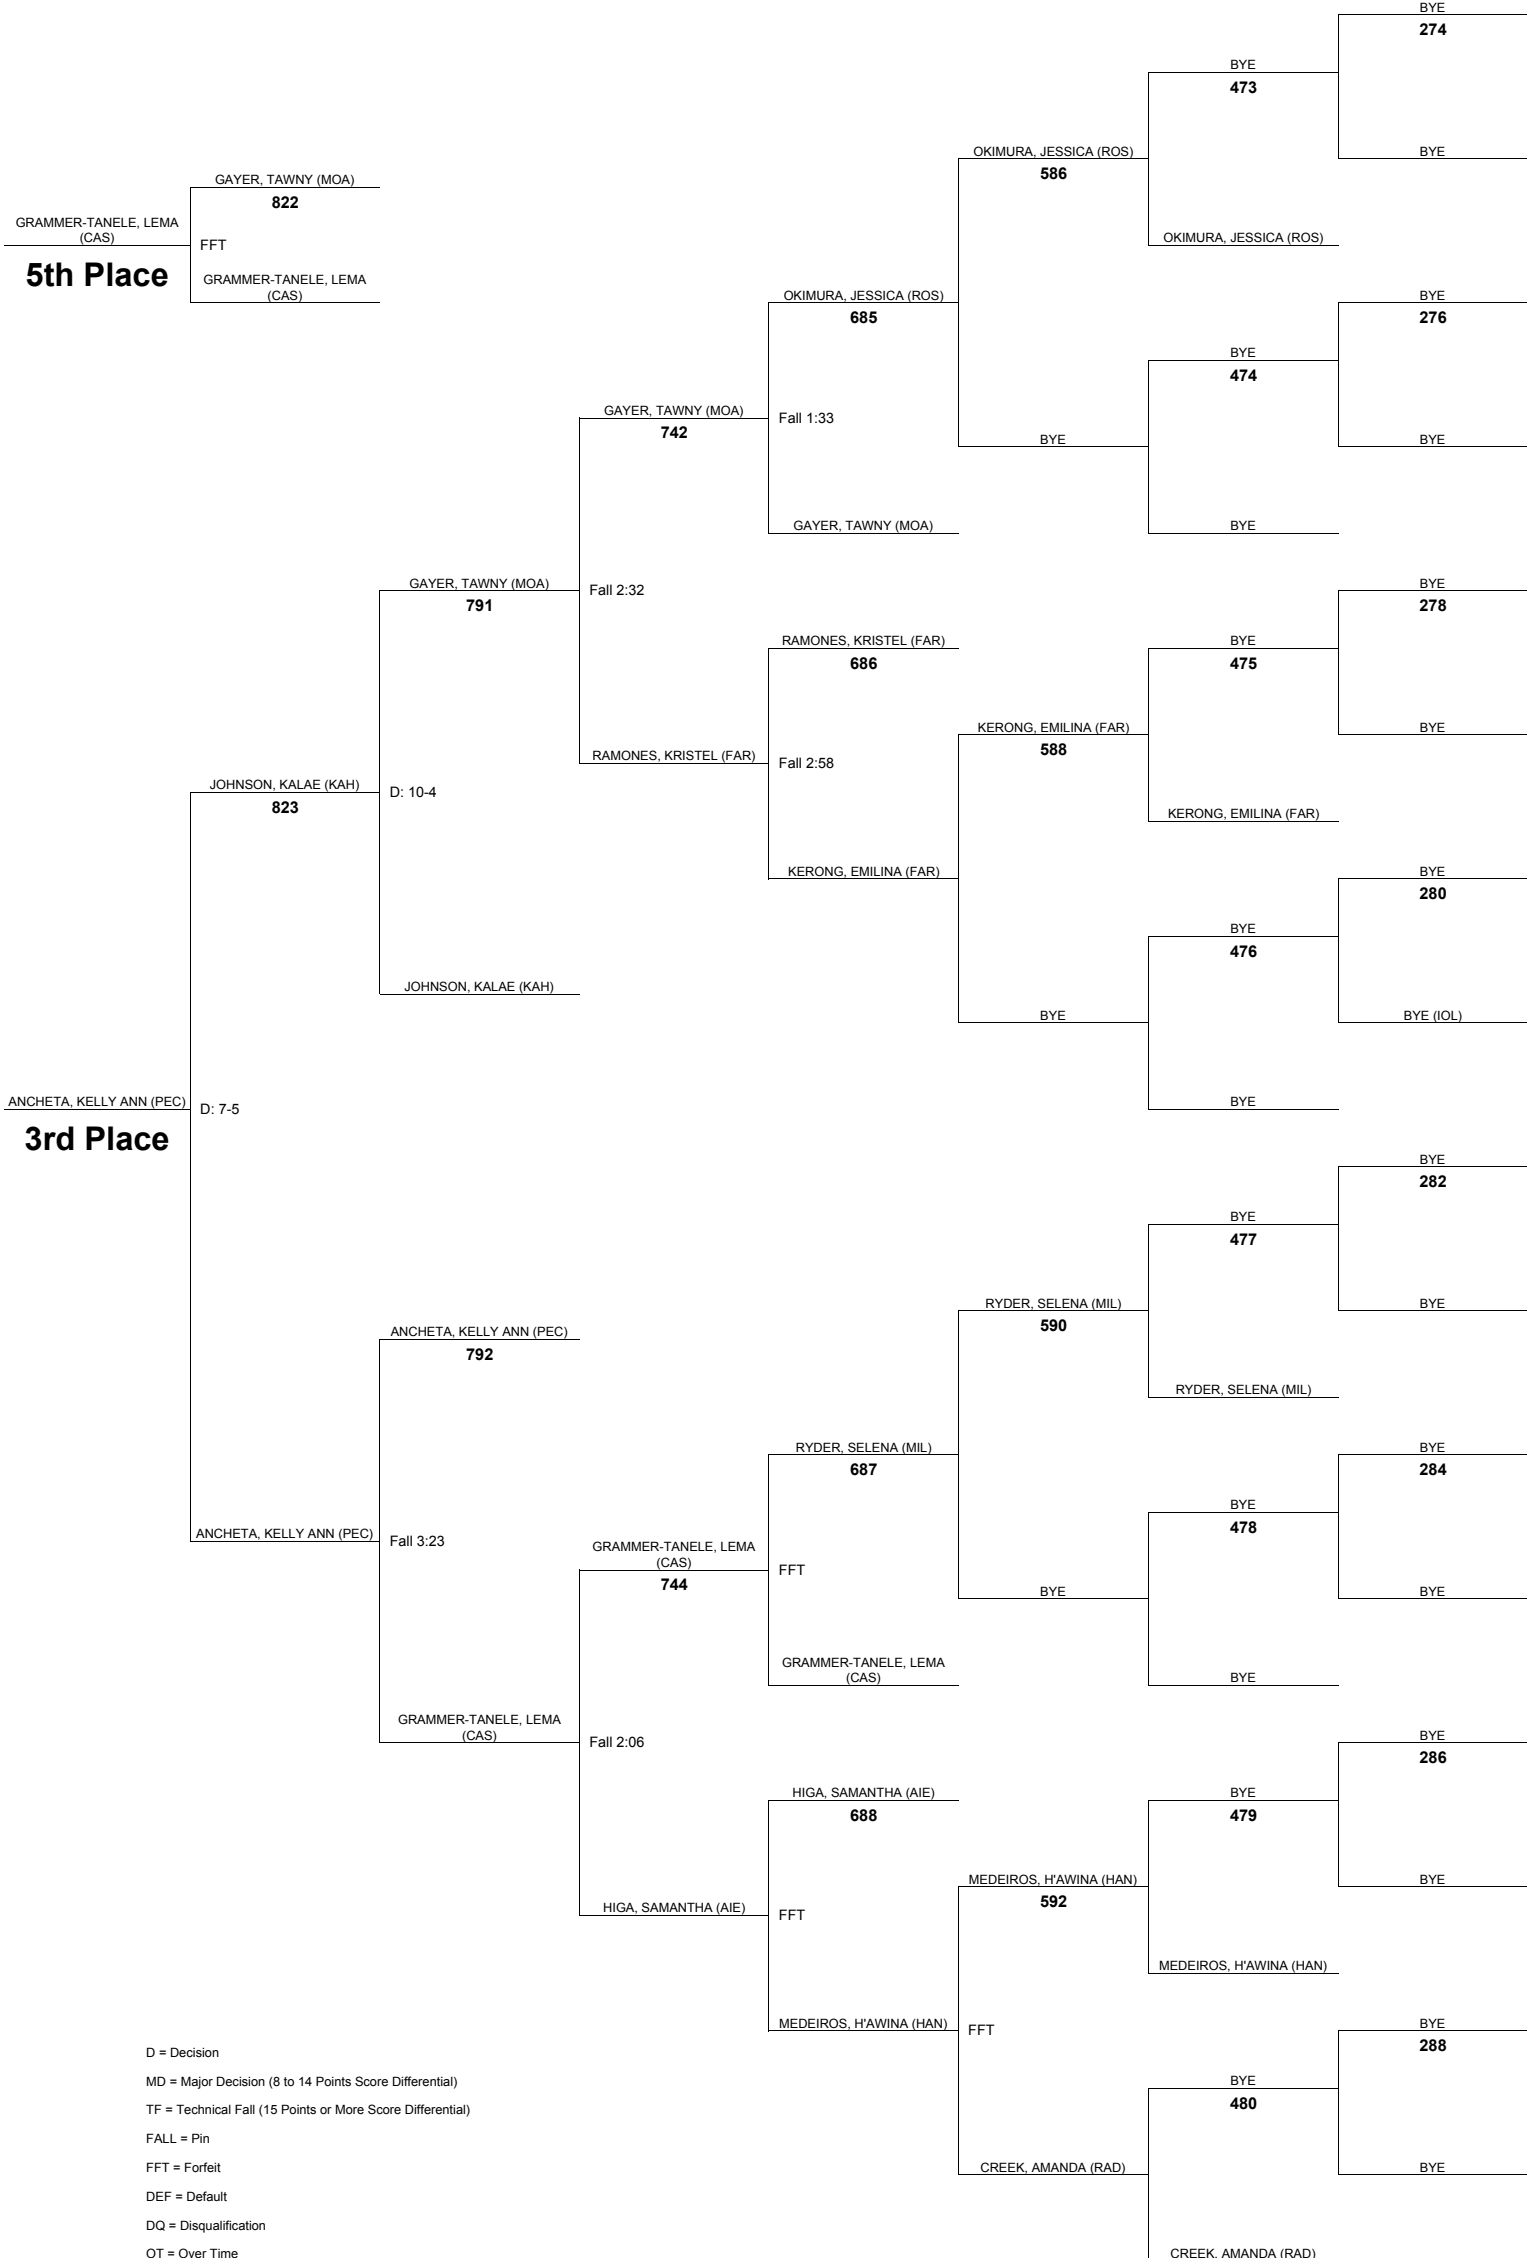 BYE
274
BYE
473
BYE
OKIMURA, JESSICA (ROS)
586
OKIMURA, JESSICA (ROS)
GAYER, TAWNY (MOA)
822
GRAMMER-TANELE, LEMA
(CAS)
FFT
5th Place
GRAMMER-TANELE, LEMA
(CAS)
OKIMURA, JESSICA (ROS)
685
BYE
276
BYE
474
GAYER, TAWNY (MOA)
742
Fall 1:33
BYE
BYE
GAYER, TAWNY (MOA)
BYE
GAYER, TAWNY (MOA)
791
Fall 2:32
BYE
278
RAMONES, KRISTEL (FAR)
686
BYE
475
KERONG, EMILINA (FAR)
588
BYE
RAMONES, KRISTEL (FAR)
Fall 2:58
JOHNSON, KALAE (KAH)
823
D: 10-4
KERONG, EMILINA (FAR)
KERONG, EMILINA (FAR)
BYE
280
BYE
476
JOHNSON, KALAE (KAH)
BYE
BYE (IOL)
ANCHETA, KELLY ANN (PEC)
D: 7-5
3rd Place
BYE
BYE
282
BYE
477
RYDER, SELENA (MIL)
590
BYE
ANCHETA, KELLY ANN (PEC)
792
RYDER, SELENA (MIL)
RYDER, SELENA (MIL)
687
BYE
284
BYE
478
ANCHETA, KELLY ANN (PEC)
Fall 3:23
GRAMMER-TANELE, LEMA
(CAS)
744
FFT
BYE
BYE
GRAMMER-TANELE, LEMA
(CAS)
BYE
GRAMMER-TANELE, LEMA
(CAS)
Fall 2:06
BYE
286
HIGA, SAMANTHA (AIE)
688
BYE
479
MEDEIROS, H'AWINA (HAN)
592
BYE
HIGA, SAMANTHA (AIE)
FFT
MEDEIROS, H'AWINA (HAN)
MEDEIROS, H'AWINA (HAN)
FFT
BYE
288
BYE
480
CREEK, AMANDA (RAD)
BYE
CREEK, AMANDA (RAD)
D = Decision
MD = Major Decision (8 to 14 Points Score Differential)
TF = Technical Fall (15 Points or More Score Differential)
FALL = Pin
FFT = Forfeit
DEF = Default
DQ = Disqualification
OT = Over Time